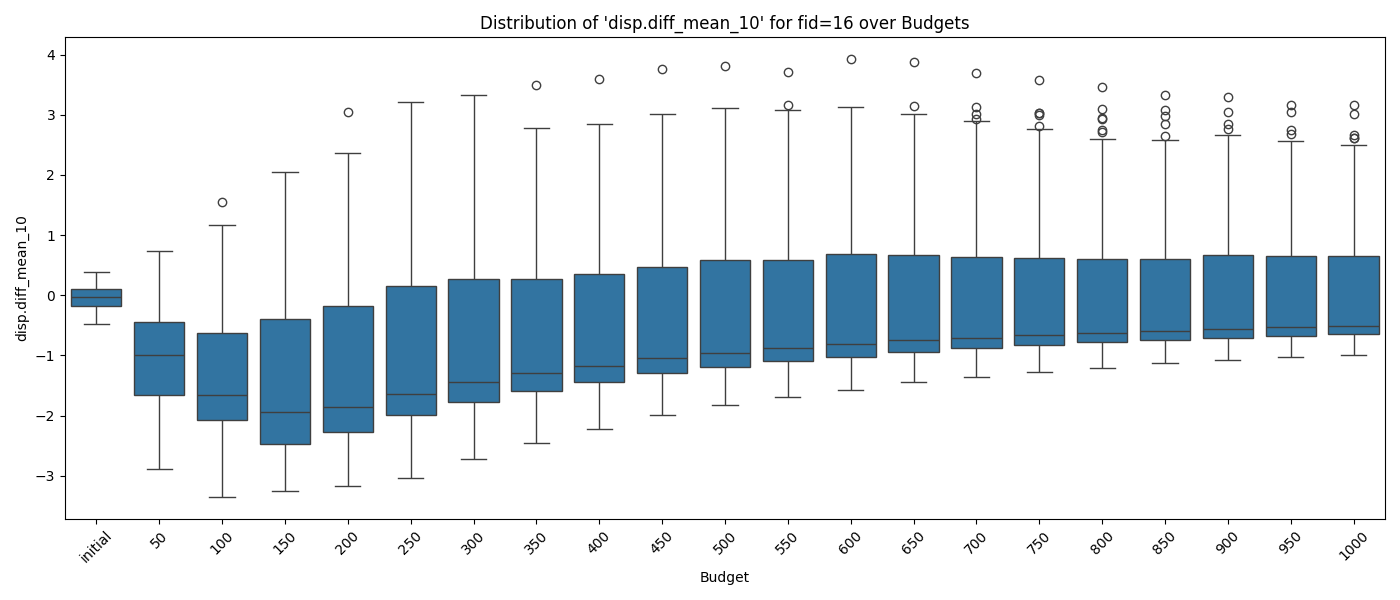 Distribution of 'disp.diff_mean_10' for fid=16 over Budgets
disp.diff_mean_10
4
3
2
1
0
−1
−2
−3
initial 50 100 150 200 250 300 350 400 450 500 550 600 650 700 750 800 850 900 950 1000
Budget